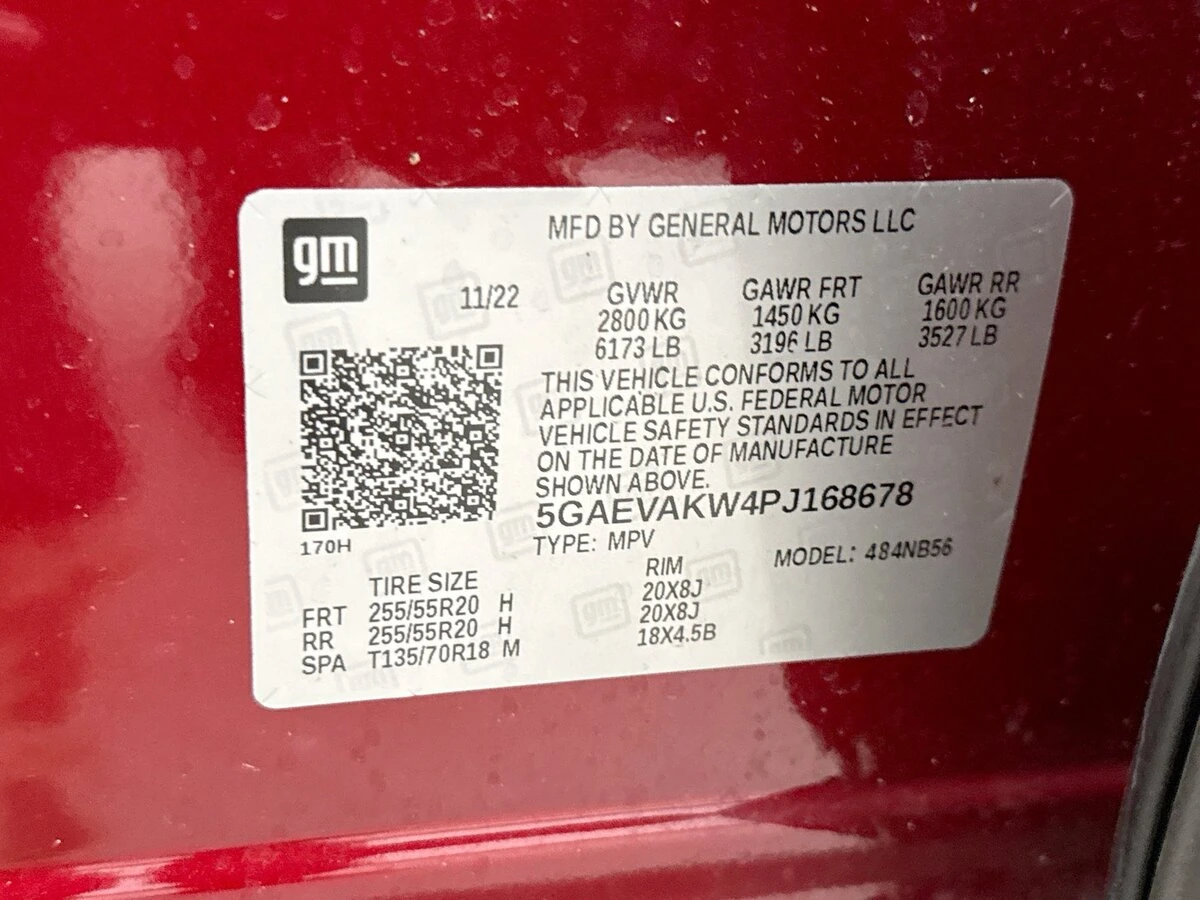 gm
MFD BY GENERAL MOTORS LLC
11/22
GVWR GAWR FRT GAWR RR
2800 KG 1450 KG 1600 KG
6173 LB 3196 LB 3527 LB
THIS VEHICLE CONFORMS TO ALL
APPLICABLE U.S. FEDERAL MOTOR
VEHICLE SAFETY STANDARDS IN EFFECT
ON THE DATE OF MANUFACTURE
SHOWN ABOVE.
5GAEVAKW4PJ168678
170H
TYPE: MPV MODEL: 484NB56
TIRE SIZE RIM
FRT 255/55R20 H 20X8J
RR 255/55R20 H 20X8J
SPA T135/70R18 M 18X4.5B